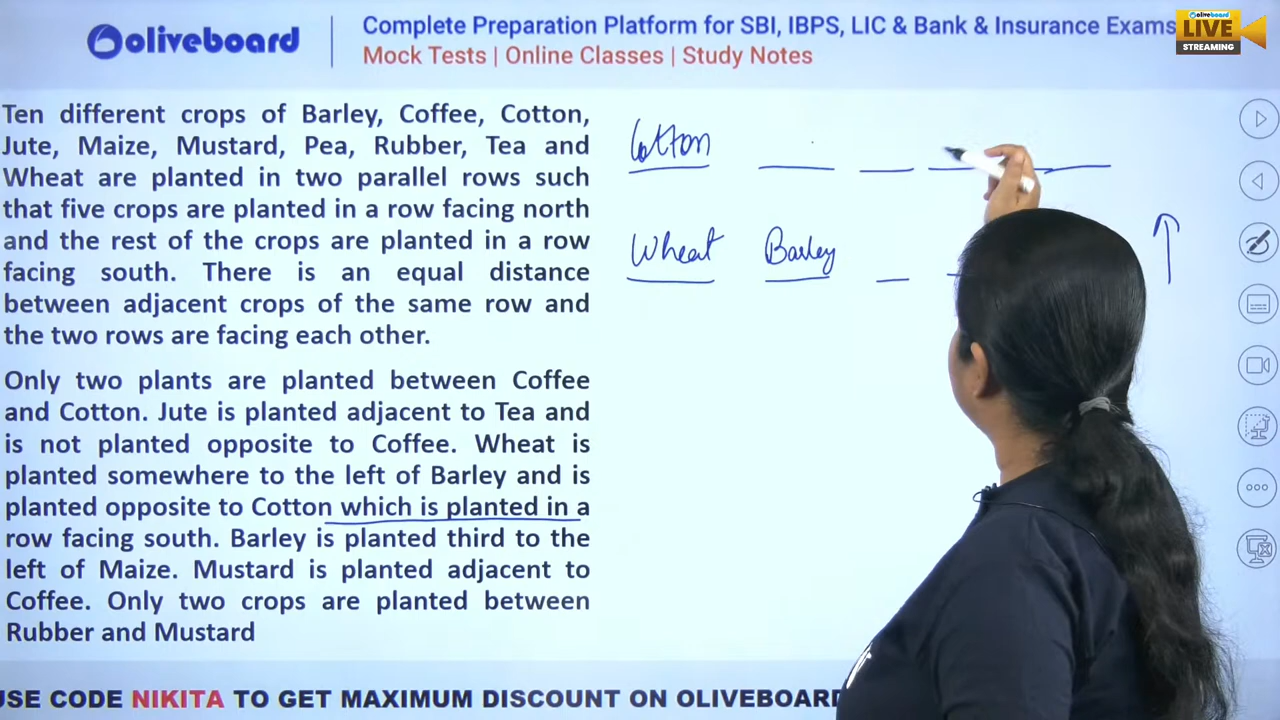 oliveboard
Complete Preparation Platform for SBI, IBPS, LIC & Bank & Insurance Exams
Mock Tests | Online Classes | Study Notes
oliveboard
LIVE
STREAMING
Ten different crops of Barley, Coffee, Cotton,
Jute, Maize, Mustard, Pea, Rubber, Tea and
Wheat are planted in two parallel rows such
that five crops are planted in a row facing north
and the rest of the crops are planted in a row
facing south. There is an equal distance
between adjacent crops of the same row and
the two rows are facing each other.
Only two plants are planted between Coffee
and Cotton. Jute is planted adjacent to Tea and
is not planted opposite to Coffee. Wheat is
planted somewhere to the left of Barley and is
planted opposite to Cotton which is planted in a
row facing south. Barley is planted third to the
left of Maize. Mustard is planted adjacent to
Coffee. Only two crops are planted between
Rubber and Mustard
Cotton
Wheat Barley
USE CODE NIKITA TO GET MAXIMUM DISCOUNT ON OLIVEBOARD